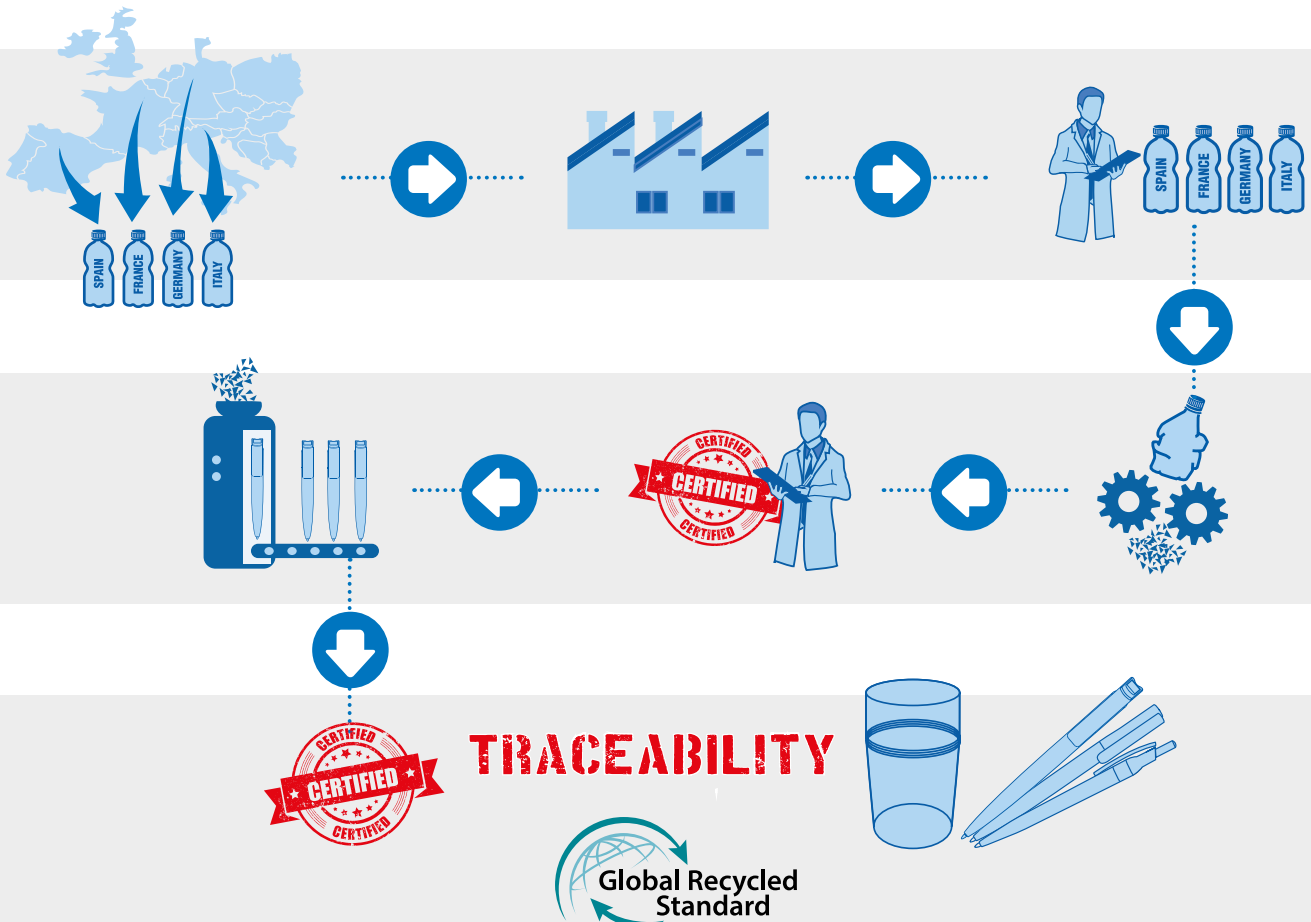 SPAIN
FRANCE
GERMANY
ITALY
SPAIN
FRANCE
GERMANY
ITALY
CERTIFIED
CERTIFIED
CERTIFIED
CERTIFIED
CERTIFIED
CERTIFIED
TRACEABILITY
Global Recycled
Standard